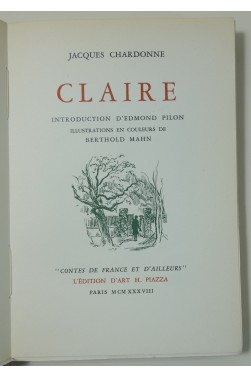 JACQUES CHARDONNE
CLAIRE
INTRODUCTION D'EDMOND PILON
ILLUSTRATIONS EN COULEURS DE
BERTHOLD MAHN
"CONTES DE FRANCE ET D'AILLEURS"
L'ÉDITION D'ART H. PIAZZA
PARIS MCMXXXVIII